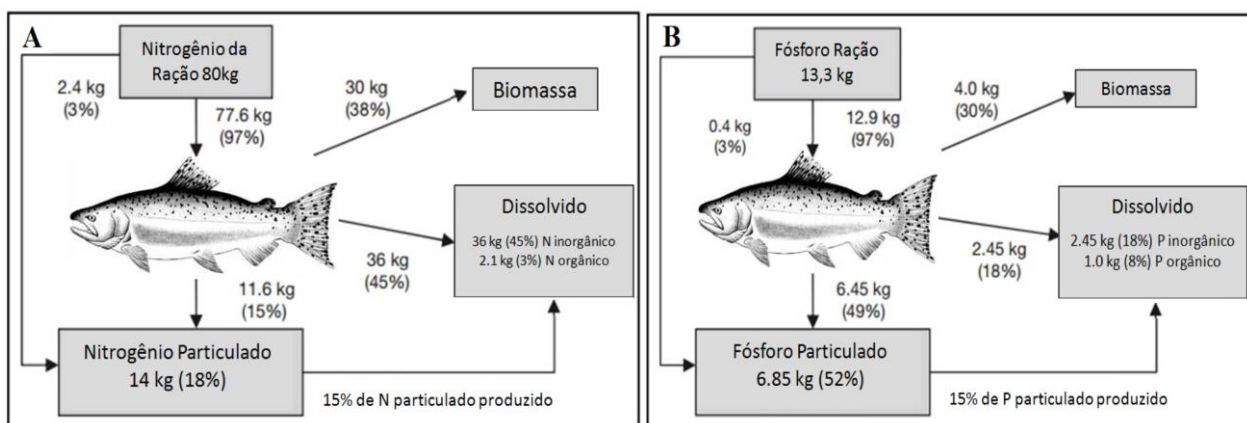 A
Nitrogênio da
Ração 80kg
2.4 kg
(3%)
77.6 kg
(97%)
30 kg
(38%)
Biomassa
Dissolvido
36 kg (45%) N inorgânico
2.1 kg (3%) N orgânico
36 kg
(45%)
11.6 kg
(15%)
Nitrogênio Particulado
14 kg (18%)
15% de N particulado produzido
B
Fósforo Ração
13,3 kg
0.4 kg
(3%)
12.9 kg
(97%)
4.0 kg
(30%)
Biomassa
Dissolvido
2.45 kg (18%) P inorgânico
1.0 kg (8%) P orgânico
2.45 kg
(18%)
6.45 kg
(49%)
Fósforo Particulado
6.85 kg (52%)
15% de P particulado produzido